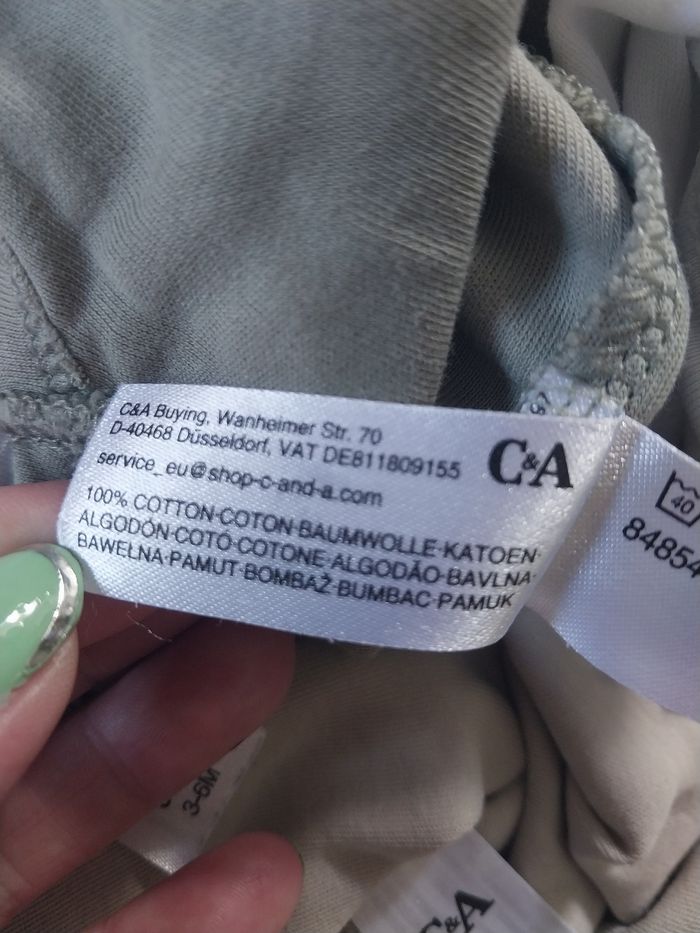 C&A Buying, Wanheimer Str. 70
D-40468 Düsseldorf, VAT DE811809155
service_eu@shop-c-and-a.com
C&A
100% COTTON·COTON·BAUMWOLLE·KATOEN·
ALGODÓN·COTÓ·COTONE·ALGODÃO·BAVLNA·
BAWEŁNA·PAMUT·BOMBAŽ·BUMBAC·PAMUK
40
84854
3-6M
C&A